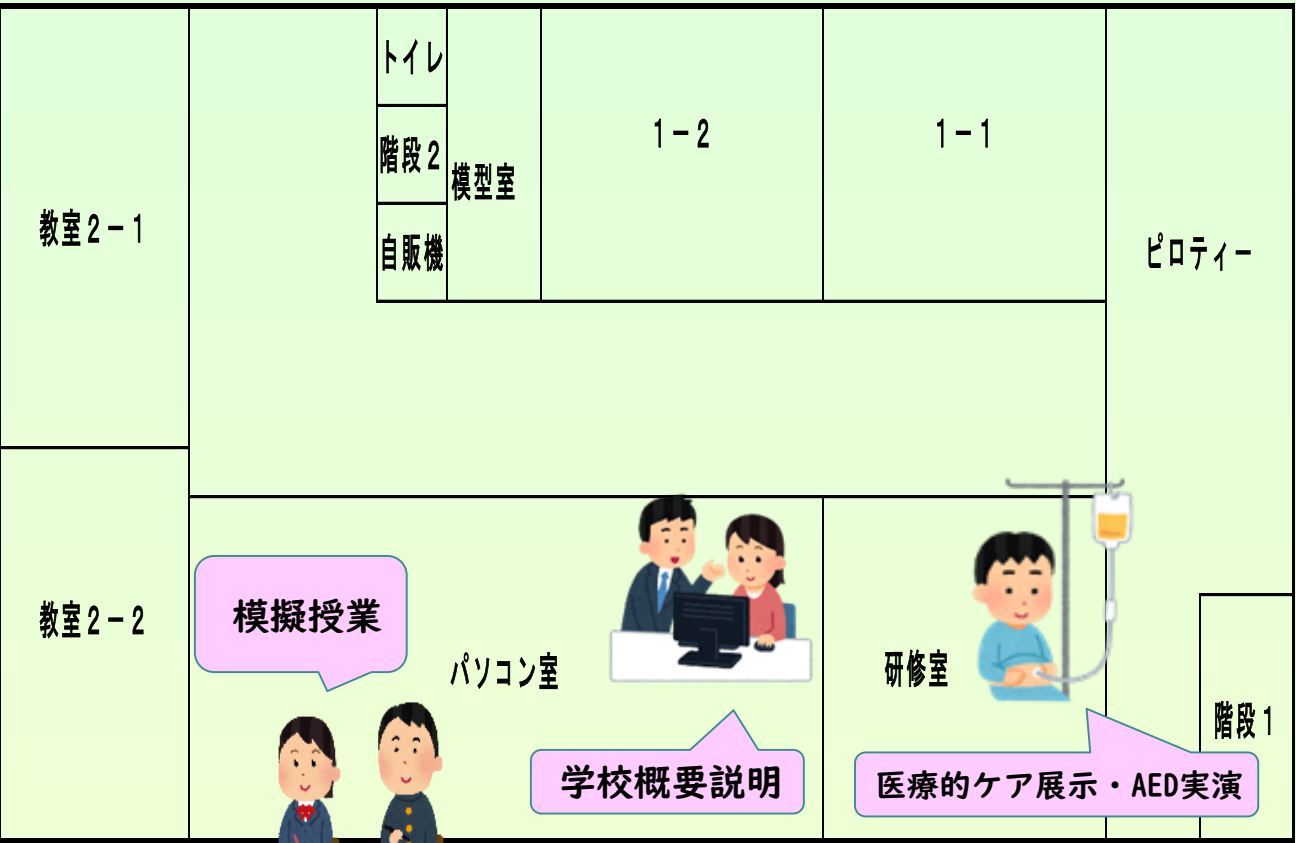 トイレ
階段2
自販機
模型室
1-2
1-1
教室2-1
ピロティー
教室2-2
模擬授業
パソコン室
学校概要説明
研修室
医療的ケア展示・AED実演
階段1